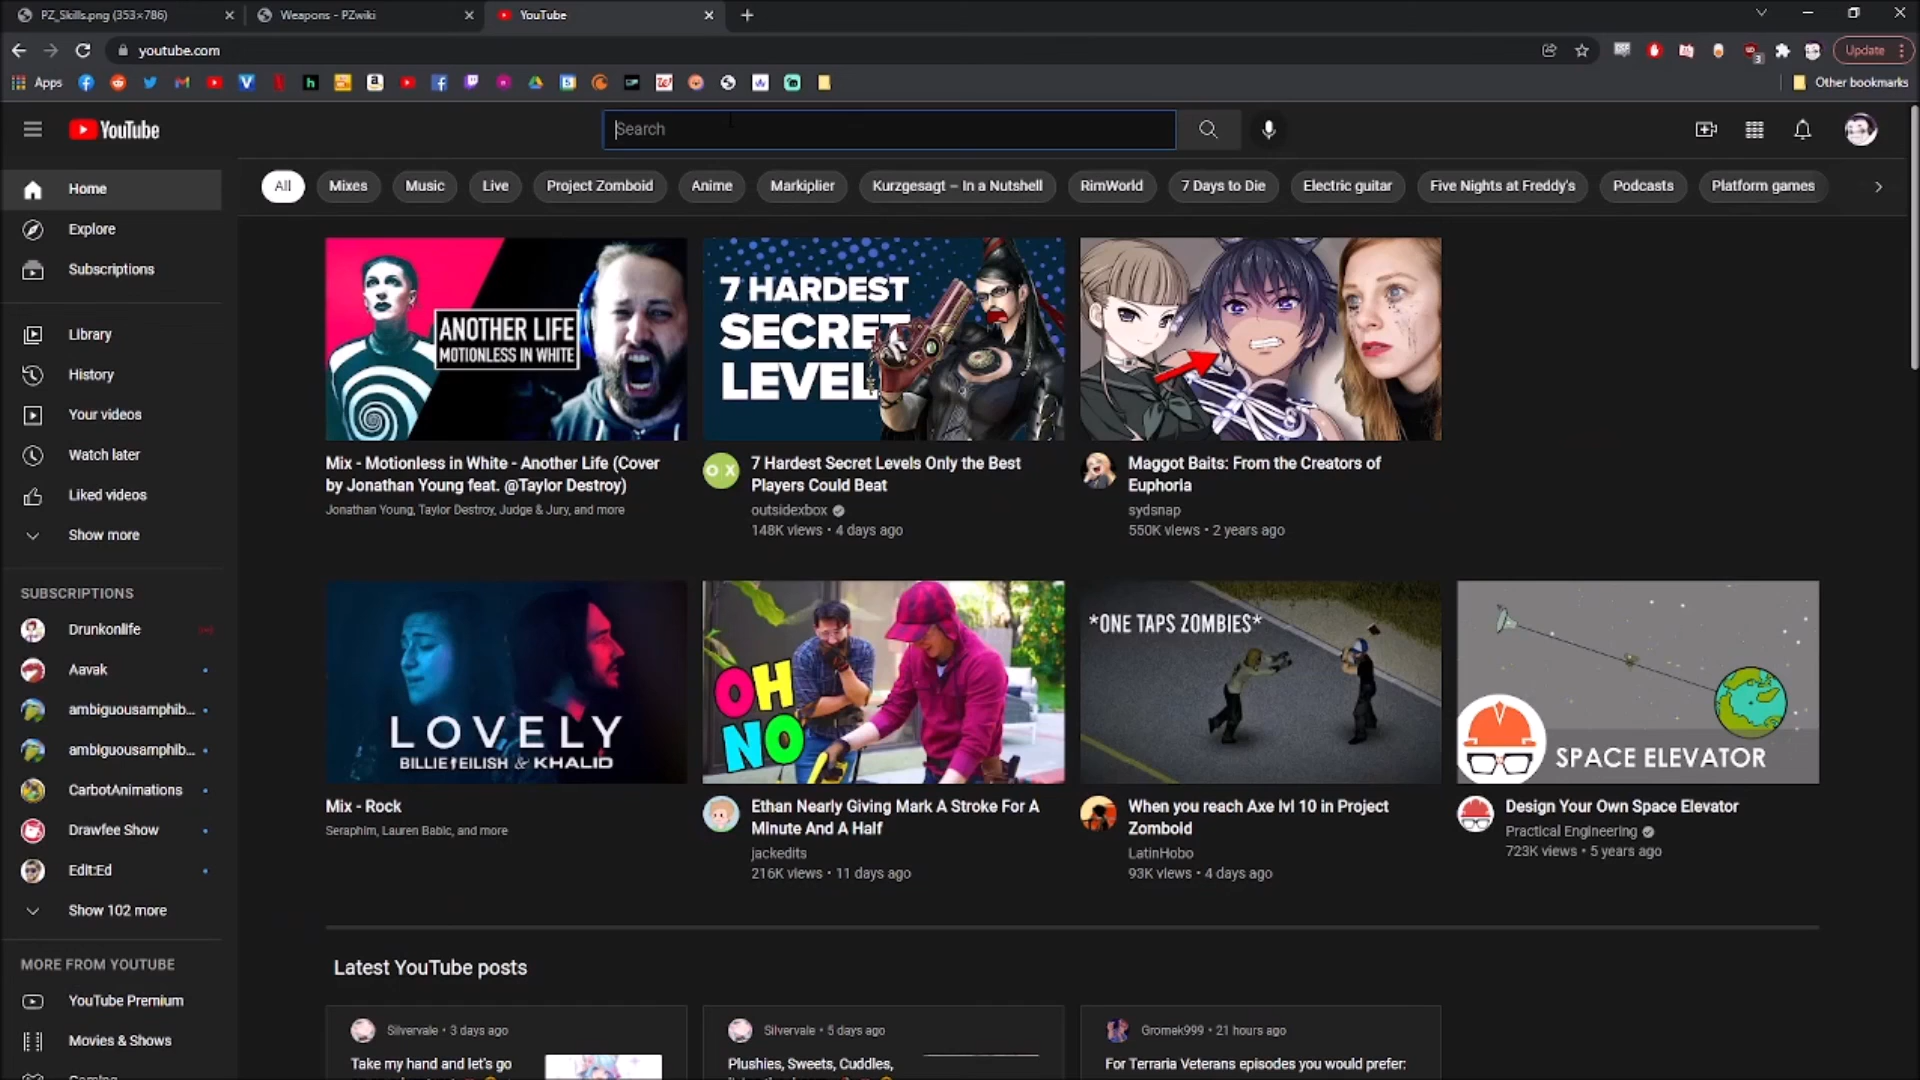 PZ_Skills.png (353×786)
Weapons - PZwiki
YouTube
youtube.com
3
Update
Apps
Other bookmarks
YouTube
Search
All
Mixes
Music
Live
Project Zomboid
Anime
Markiplier
Kurzgesagt – In a Nutshell
RimWorld
7 Days to Die
Electric guitar
Five Nights at Freddy's
Podcasts
Platform games
Home
Explore
Subscriptions
Library
History
Your videos
Watch later
Liked videos
Show more
SUBSCRIPTIONS
Drunkonlife
Aavak
ambiguousamphib...
ambiguousamphib...
CarbotAnimations
Drawfee Show
Edit:Ed
Show 102 more
MORE FROM YOUTUBE
YouTube Premium
Movies & Shows
ANOTHER LIFE
MOTIONLESS IN WHITE
Mix - Motionless in White - Another Life (Cover
by Jonathan Young feat. @Taylor Destroy)
Jonathan Young, Taylor Destroy, Judge & Jury, and more
7 HARDEST
SECRET
LEVEL
OX
7 Hardest Secret Levels Only the Best
Players Could Beat
outsidexbox
148K views • 4 days ago
Maggot Baits: From the Creators of
Euphoria
sydsnap
550K views • 2 years ago
LOVELY
BILLIE EILISH & KHALID
Mix - Rock
Seraphim, Lauren Babic, and more
OH
NO
Ethan Nearly Giving Mark A Stroke For A
Minute And A Half
jackedits
216K views • 11 days ago
*ONE TAPS ZOMBIES*
When you reach Axe lvl 10 in Project
Zomboid
LatinHobo
93K views • 4 days ago
SPACE ELEVATOR
Design Your Own Space Elevator
Practical Engineering
723K views • 5 years ago
Latest YouTube posts
Silvervale • 3 days ago
Take my hand and let's go
Silvervale • 5 days ago
Plushies, Sweets, Cuddles,
Gromek999 • 21 hours ago
For Terraria Veterans episodes you would prefer: